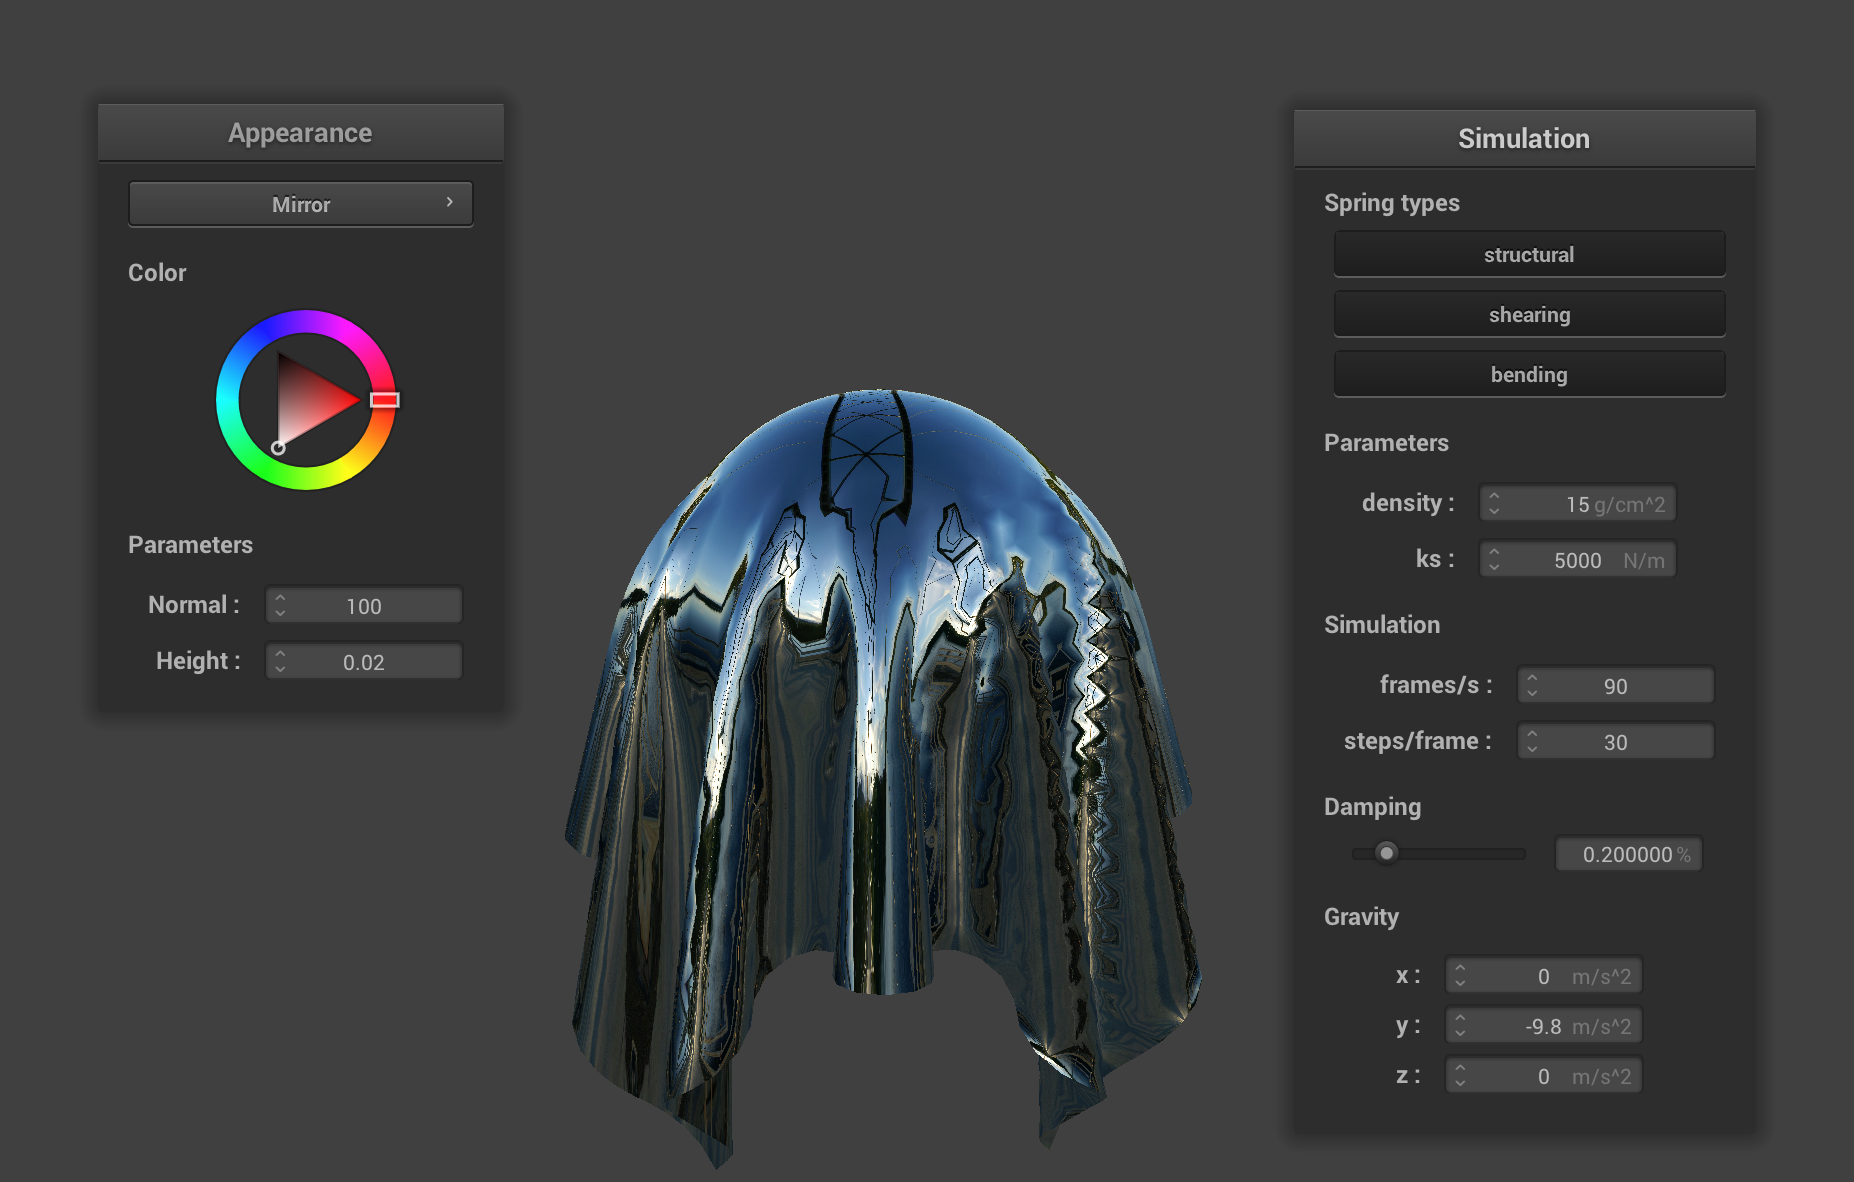 Appearance
Mirror
Color
Parameters
Normal : 100
Height : 0.02
Simulation
Spring types
structural
shearing
bending
Parameters
density : 15 g/cm^2
ks : 5000 N/m
Simulation
frames/s : 90
steps/frame : 30
Damping
0.200000 %
Gravity
x : 0 m/s^2
y : -9.8 m/s^2
z : 0 m/s^2